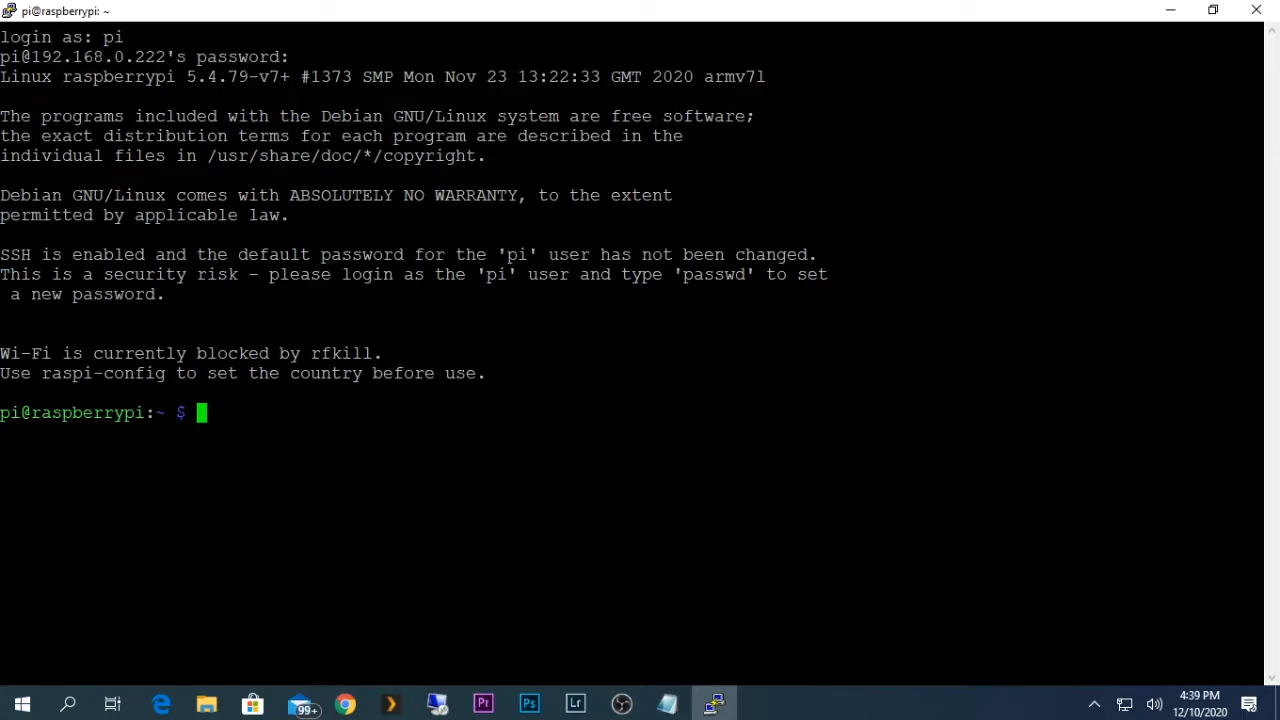 pi@raspberrypi: ~
login as: pi
pi@192.168.0.222's password:
Linux raspberrypi 5.4.79-v7+ #1373 SMP Mon Nov 23 13:22:33 GMT 2020 armv7l
The programs included with the Debian GNU/Linux system are free software;
the exact distribution terms for each program are described in the
individual files in /usr/share/doc/*/copyright.
Debian GNU/Linux comes with ABSOLUTELY NO WARRANTY, to the extent
permitted by applicable law.
SSH is enabled and the default password for the 'pi' user has not been changed.
This is a security risk - please login as the 'pi' user and type 'passwd' to set
a new password.
Wi-Fi is currently blocked by rfkill.
Use raspi-config to set the country before use.
pi@raspberrypi:~ $
99+
Pr
Ps
Lr
4:39 PM
12/10/2020